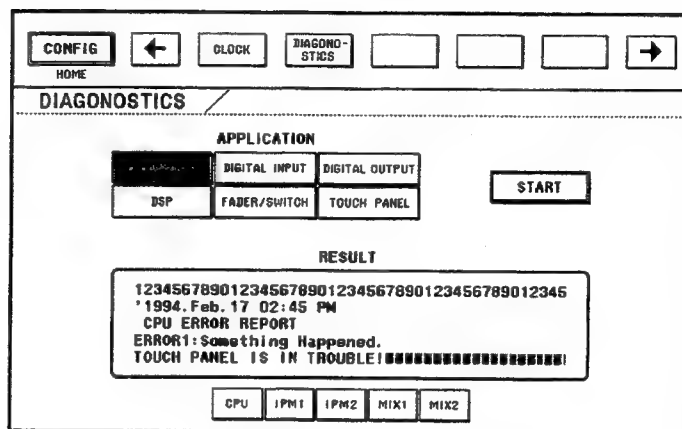 CONFIG
CLOCK
DIAGONO-
STICS
HOME
DIAGONOSTICS
APPLICATION
DIGITAL INPUT
DIGITAL OUTPUT
DSP
FADER/SWITCH
TOUCH PANEL
START
RESULT
123456789012345678901234567890123456789012345
'1994.Feb.17 02:45 PM
CPU ERROR REPORT
ERROR1:Something Happened.
TOUCH PANEL IS IN TROUBLE!
CPU
IPM1
IPM2
MIX1
MIX2